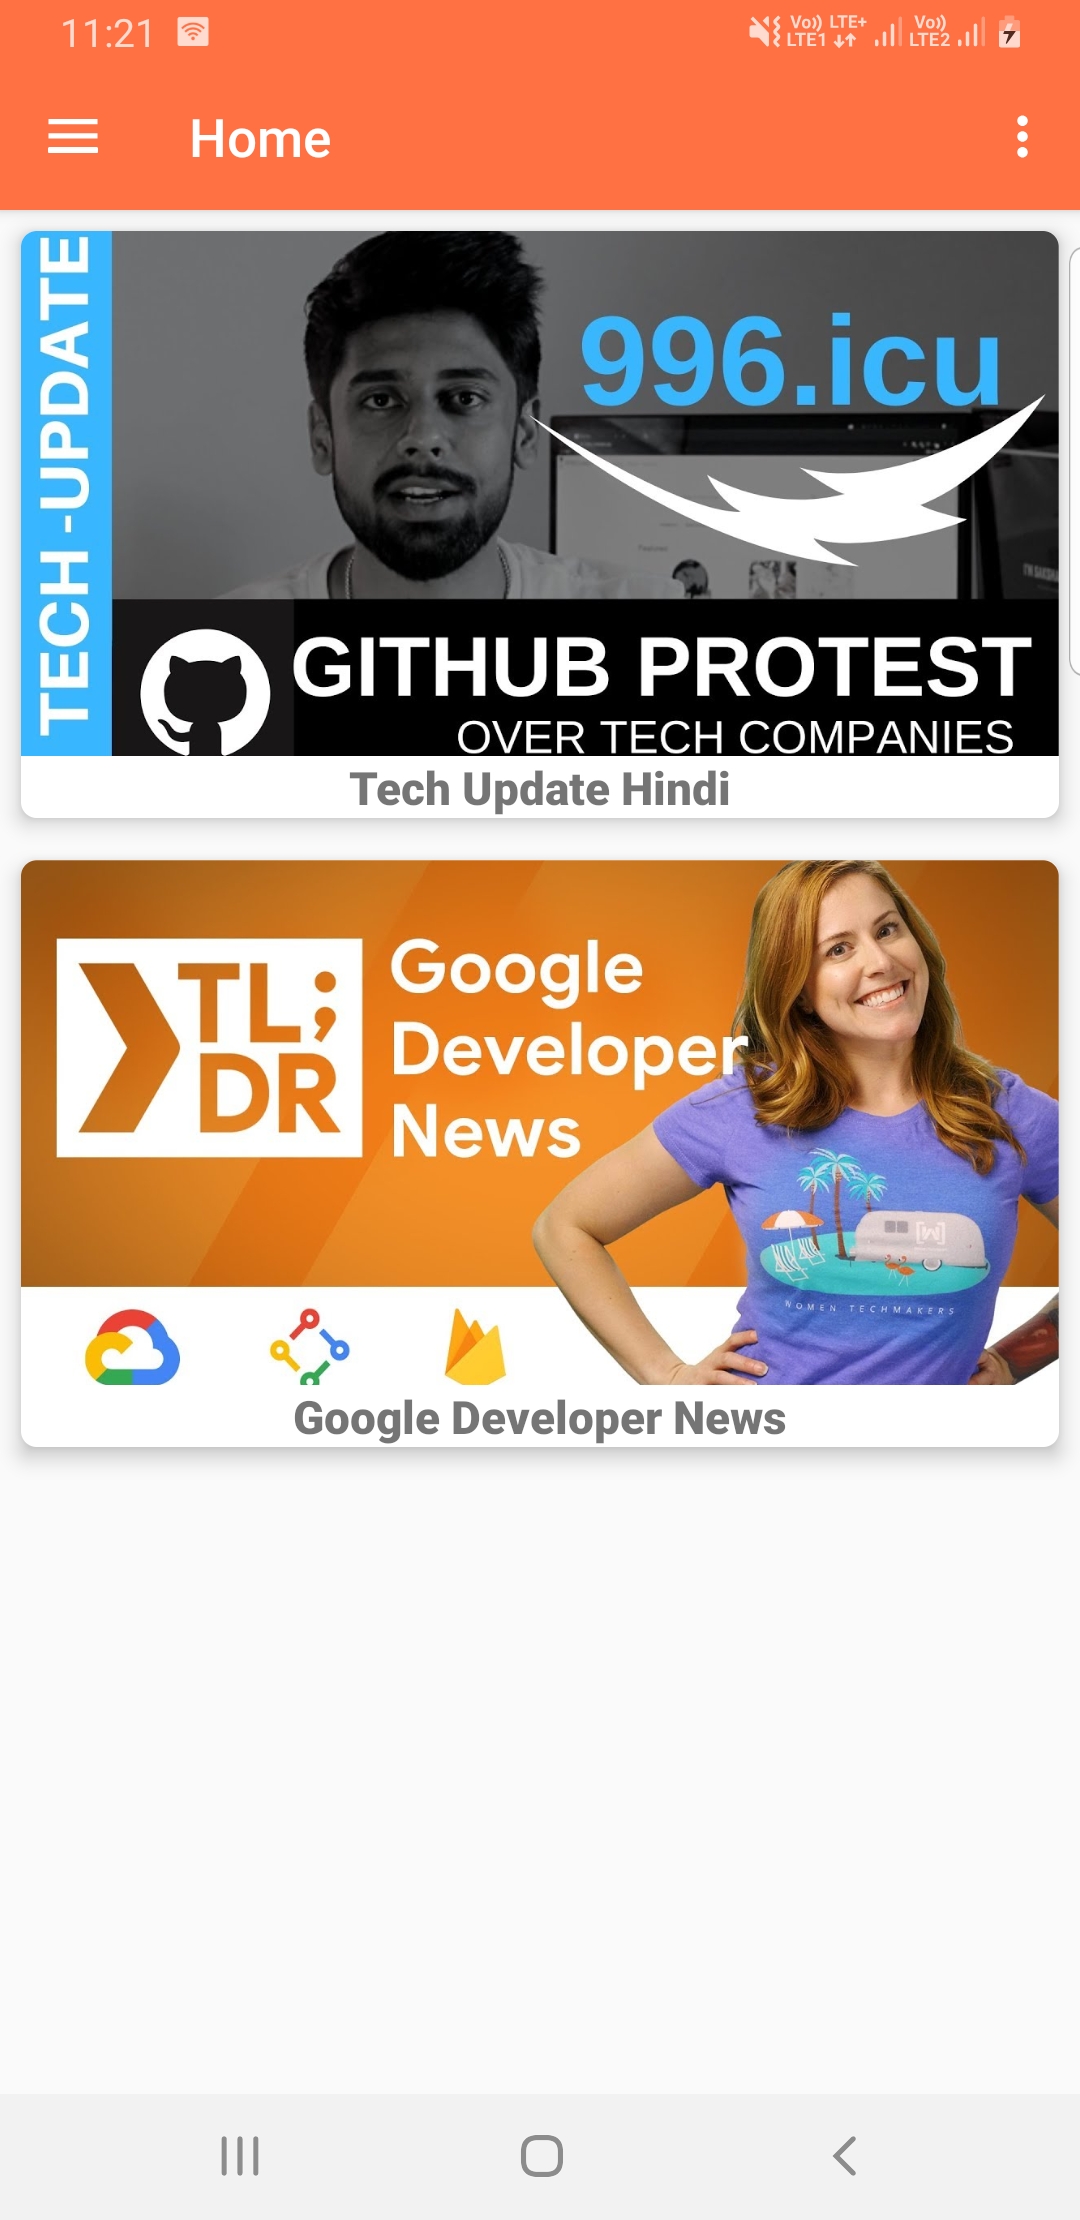 11:21
Vo)) LTE+ Vo))
LTE1 LTE2
Home
TECH-UPDATE
996.icu
GITHUB PROTEST
OVER TECH COMPANIES
Tech Update Hindi
TL;
DR
Google
Developer
News
WOMEN TECHMAKERS
Google Developer News